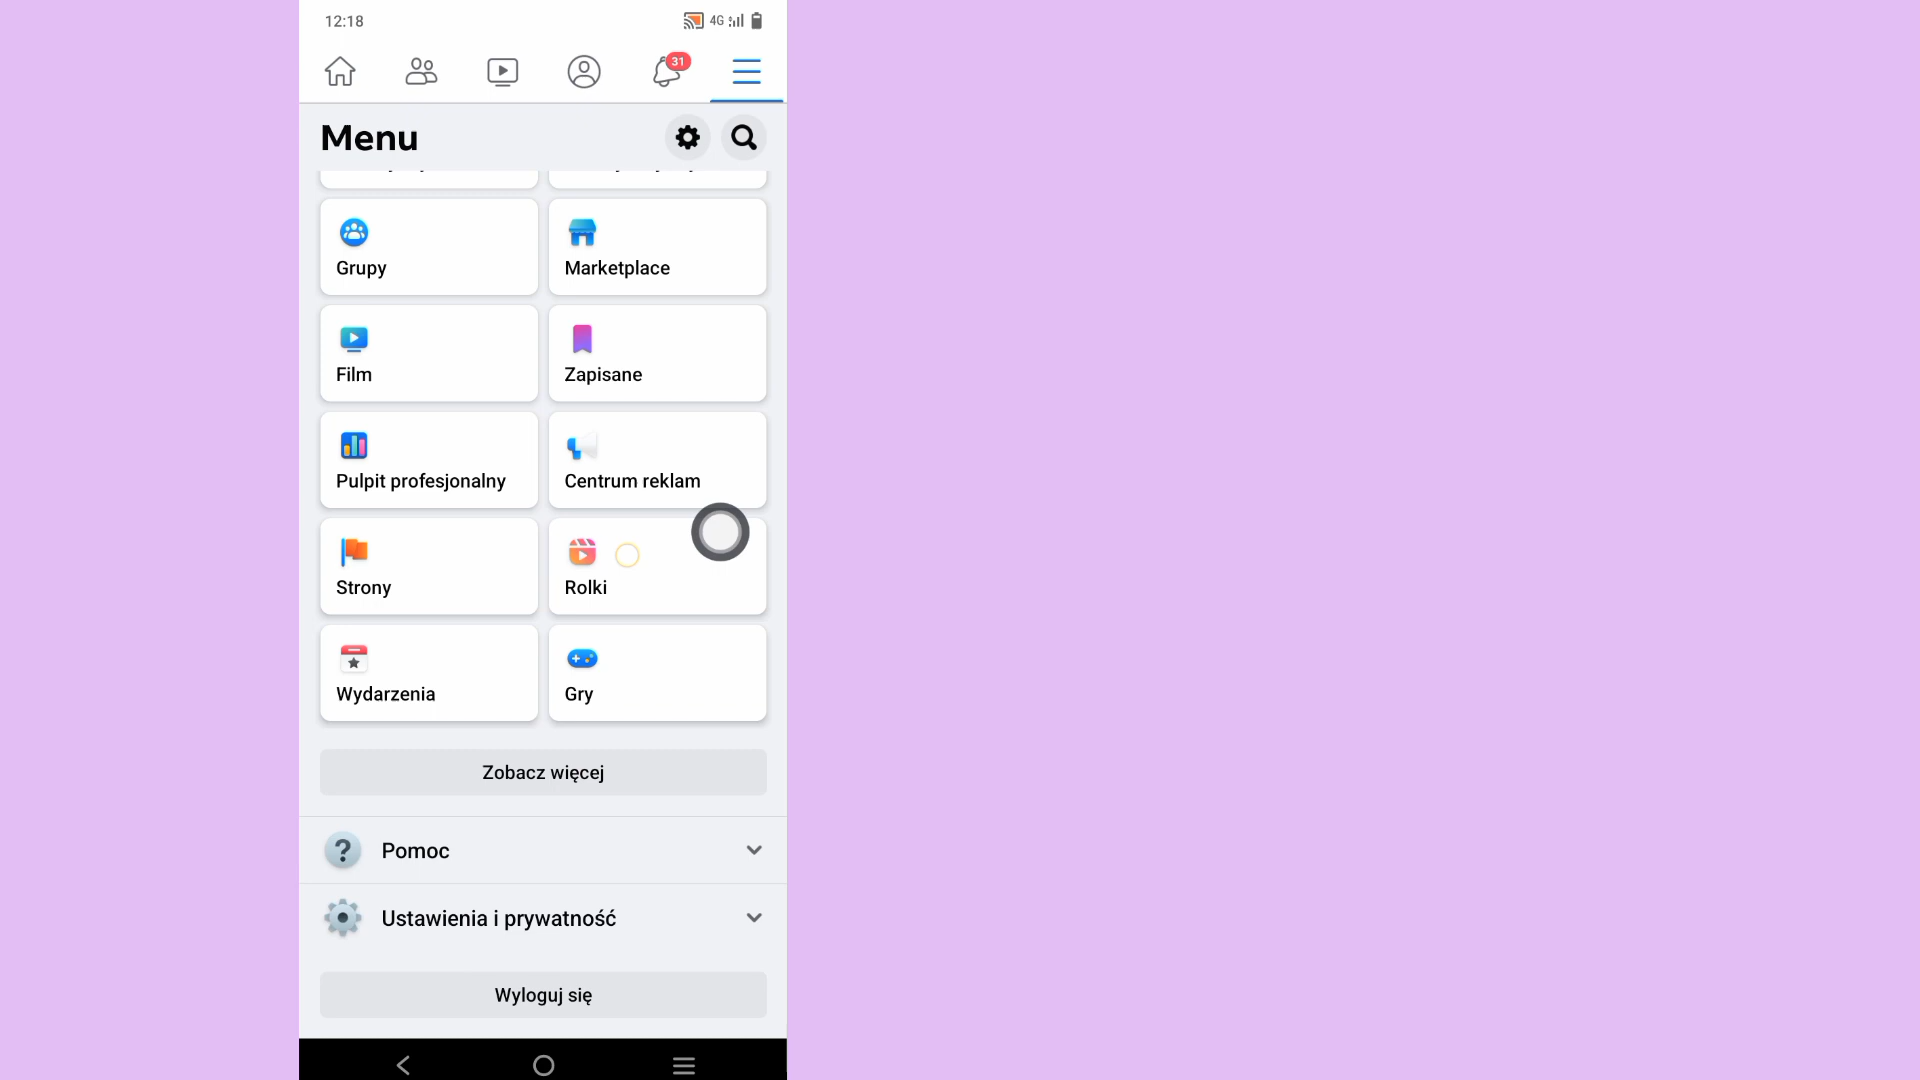 12:18
4G
31
Menu
Grupy
Marketplace
Film
Zapisane
Pulpit profesjonalny
Centrum reklam
Strony
Rolki
Wydarzenia
Gry
Zobacz więcej
Pomoc
Ustawienia i prywatność
Wyloguj się